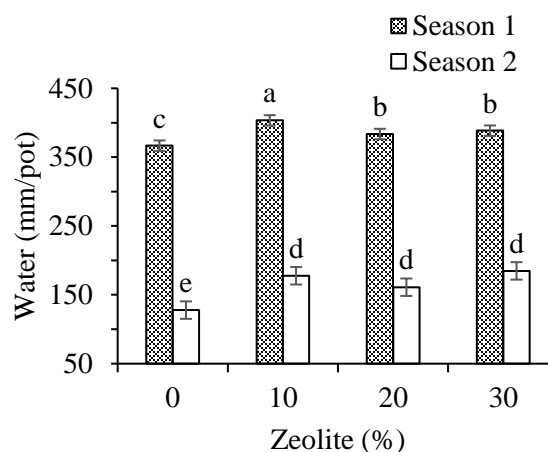 Season 1
Season 2
450
350
250
150
50
Water (mm/pot)
c
a
b
b
e
d
d
d
0 10 20 30
Zeolite (%)